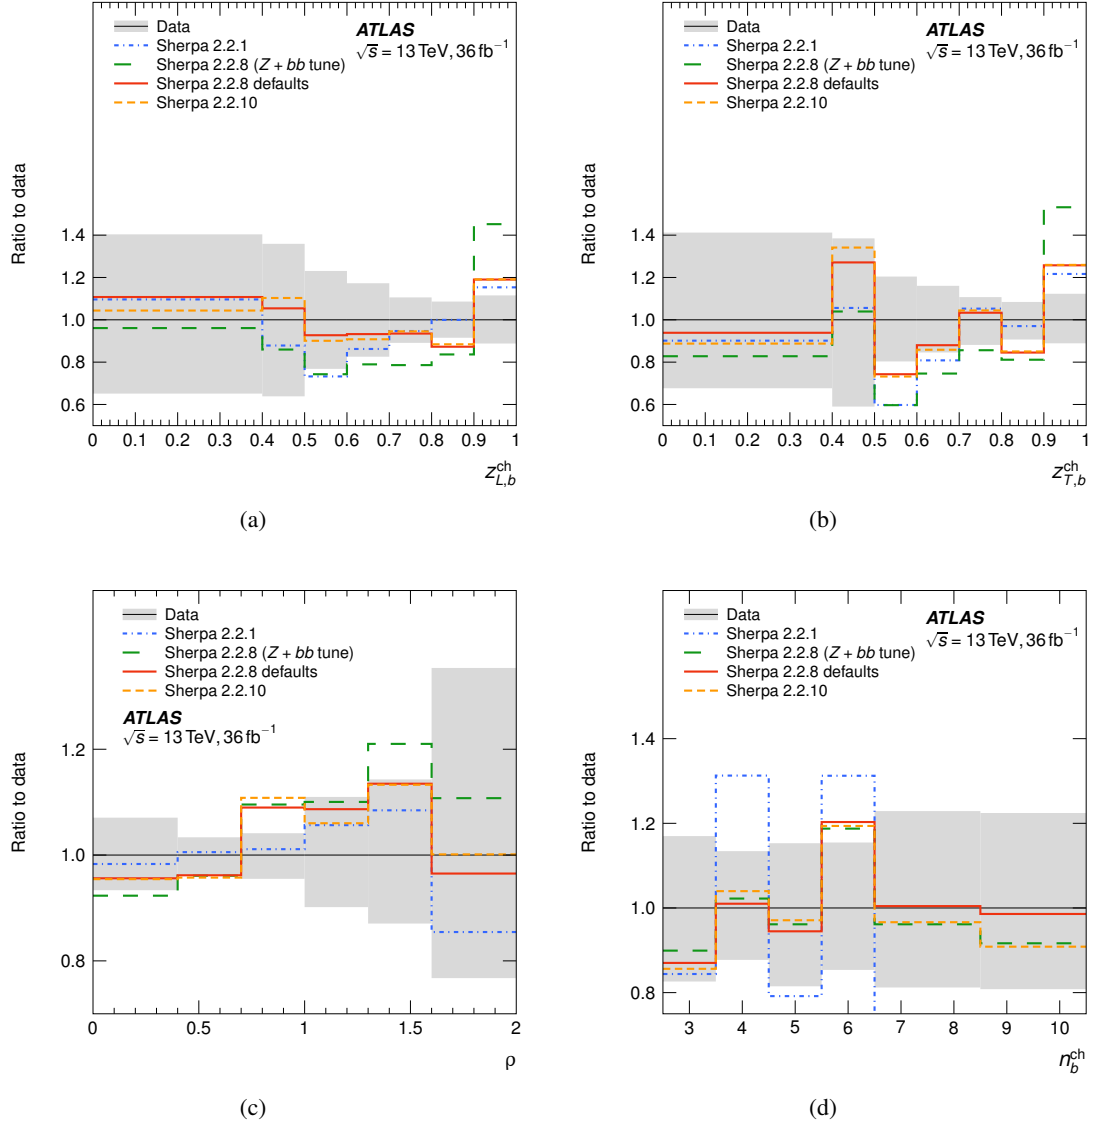 Data
Sherpa 2.2.1
Sherpa 2.2.8 (Z + bb tune)
Sherpa 2.2.8 defaults
Sherpa 2.2.10
ATLAS
√s = 13 TeV, 36 fb⁻¹
Ratio to data
1.4
1.2
1.0
0.8
0.6
0 0.1 0.2 0.3 0.4 0.5 0.6 0.7 0.8 0.9 1
z_{L,b}^{ch}
(a)
Data
Sherpa 2.2.1
Sherpa 2.2.8 (Z + bb tune)
Sherpa 2.2.8 defaults
Sherpa 2.2.10
ATLAS
√s = 13 TeV, 36 fb⁻¹
Ratio to data
1.4
1.2
1.0
0.8
0.6
0 0.1 0.2 0.3 0.4 0.5 0.6 0.7 0.8 0.9 1
z_{T,b}^{ch}
(b)
Data
Sherpa 2.2.1
Sherpa 2.2.8 (Z + bb tune)
Sherpa 2.2.8 defaults
Sherpa 2.2.10
ATLAS
√s = 13 TeV, 36 fb⁻¹
Ratio to data
1.2
1.0
0.8
0 0.5 1 1.5 2
ρ
(c)
Data
Sherpa 2.2.1
Sherpa 2.2.8 (Z + bb tune)
Sherpa 2.2.8 defaults
Sherpa 2.2.10
ATLAS
√s = 13 TeV, 36 fb⁻¹
Ratio to data
1.4
1.2
1.0
0.8
3 4 5 6 7 8 9 10
n_b^{ch}
(d)